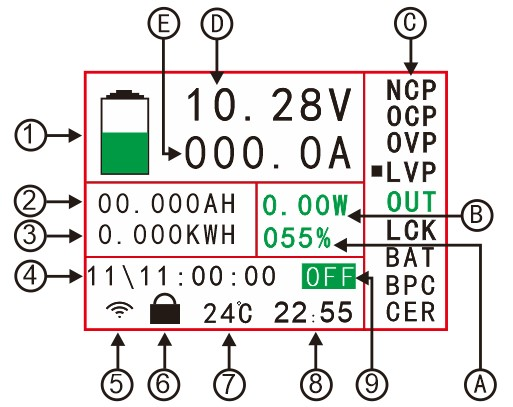 E D C
10.28V
000.0A
1
2 00.000AH
3 0.000KWH
0.00W B
055%
4 11\11:00:00 OFF
24℃ 22:55
NCP
OCP
OVP
■LVP
OUT
LCK
BAT
BPC
CER
5 6 7 8 9 A